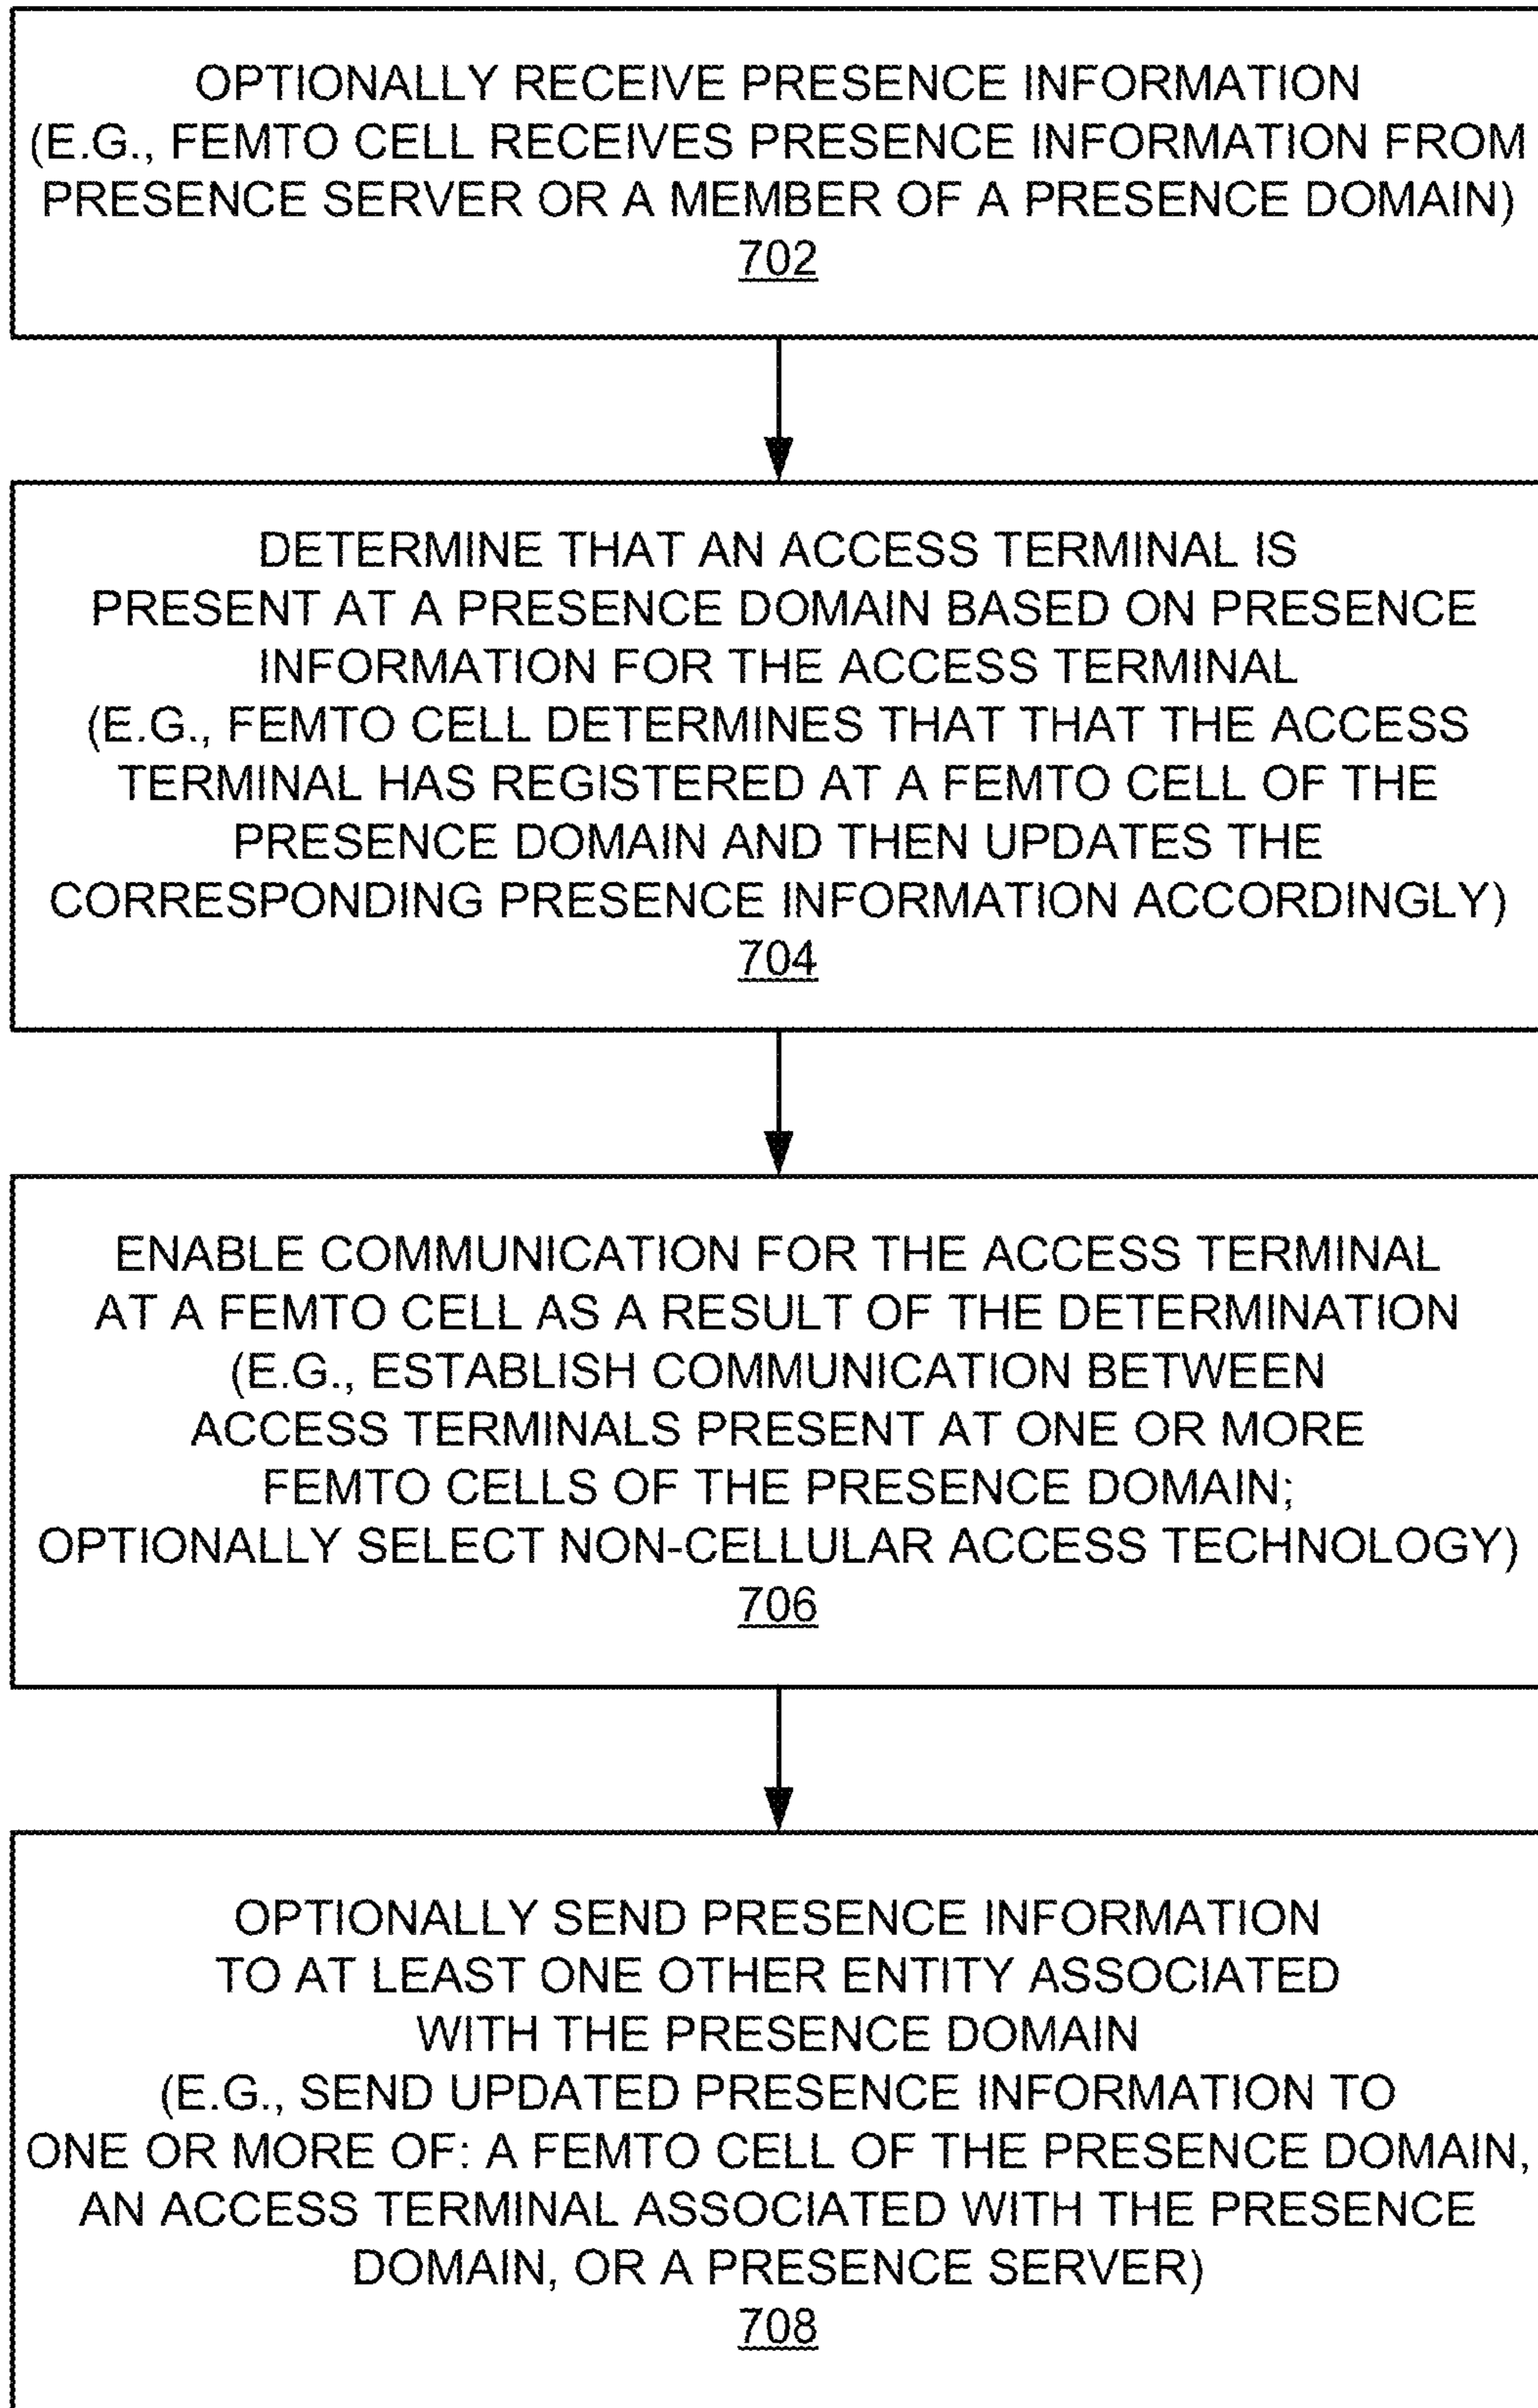 OPTIONALLY RECEIVE PRESENCE INFORMATION
(E.G., FEMTO CELL RECEIVES PRESENCE INFORMATION FROM
PRESENCE SERVER OR A MEMBER OF A PRESENCE DOMAIN)
702
DETERMINE THAT AN ACCESS TERMINAL IS
PRESENT AT A PRESENCE DOMAIN BASED ON PRESENCE
INFORMATION FOR THE ACCESS TERMINAL
(E.G., FEMTO CELL DETERMINES THAT THAT THE ACCESS
TERMINAL HAS REGISTERED AT A FEMTO CELL OF THE
PRESENCE DOMAIN AND THEN UPDATES THE
CORRESPONDING PRESENCE INFORMATION ACCORDINGLY)
704
ENABLE COMMUNICATION FOR THE ACCESS TERMINAL
AT A FEMTO CELL AS A RESULT OF THE DETERMINATION
(E.G., ESTABLISH COMMUNICATION BETWEEN
ACCESS TERMINALS PRESENT AT ONE OR MORE
FEMTO CELLS OF THE PRESENCE DOMAIN;
OPTIONALLY SELECT NON-CELLULAR ACCESS TECHNOLOGY)
706
OPTIONALLY SEND PRESENCE INFORMATION
TO AT LEAST ONE OTHER ENTITY ASSOCIATED
WITH THE PRESENCE DOMAIN
(E.G., SEND UPDATED PRESENCE INFORMATION TO
ONE OR MORE OF: A FEMTO CELL OF THE PRESENCE DOMAIN,
AN ACCESS TERMINAL ASSOCIATED WITH THE PRESENCE
DOMAIN, OR A PRESENCE SERVER)
708